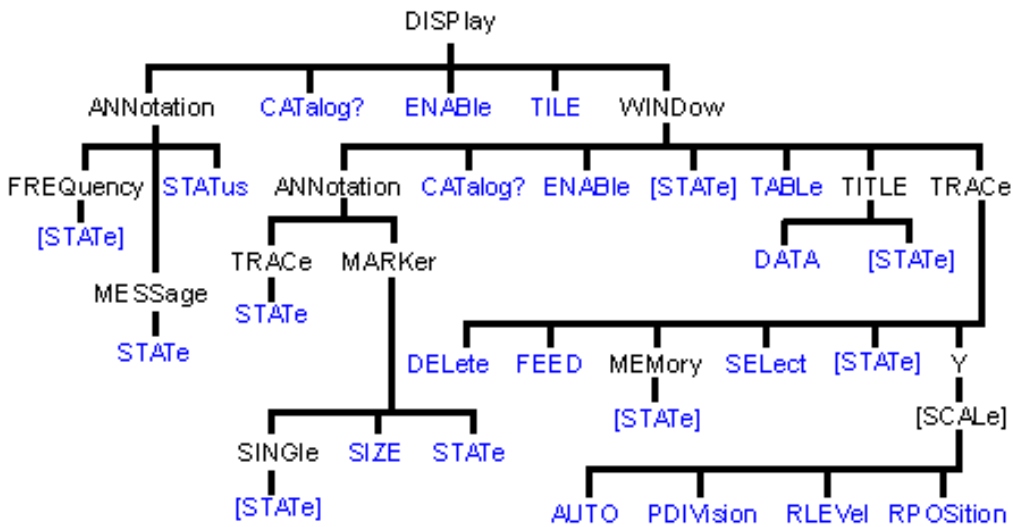 DISPlay
ANNotation CATalog? ENABle TILE WINDow
FREQuency STATus ANNotation CATalog? ENABle [STATe] TABLe TITLE TRACe
[STATe] DATA [STATe]
TRACe MARKer
MESSage STATe
STATe DELete FEED MEMory SELect [STATe] Y
[STATe] [SCALe]
SINGle SIZE STATe
[STATe] AUTO PDIVision RLEVel RPOSition